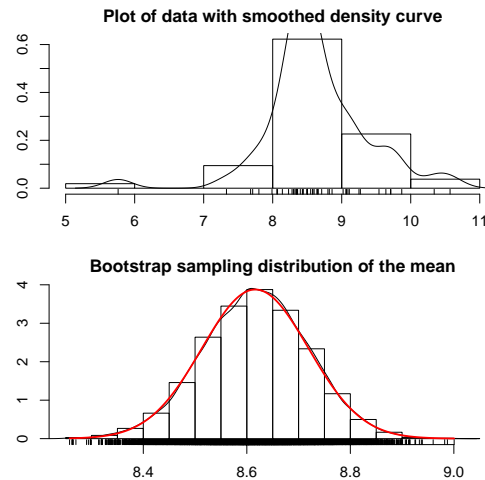 Plot of data with smoothed density curve
0.6
0.4
0.2
0.0
5 6 7 8 9 10 11
Bootstrap sampling distribution of the mean
4
3
2
1
0
8.4 8.6 8.8 9.0